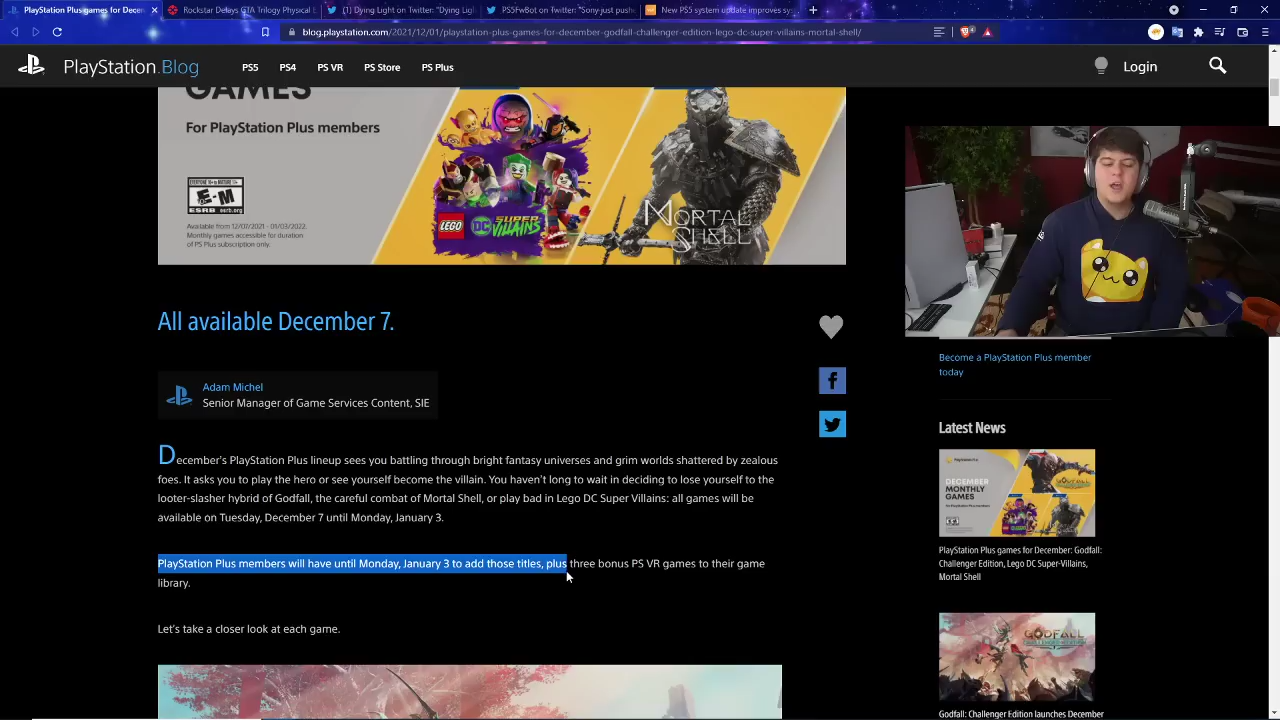 PlayStation Plus games for Decem
Rockstar Delays GTA Trilogy Physical E
(1) Dying Light on Twitter: "Dying Ligl
PS5FwBot on Twitter: "Sony just pushe
New PS5 system update improves sys
blog.playstation.com/2021/12/01/playstation-plus-games-for-december-godfall-challenger-edition-lego-dc-super-villains-mortal-shell/
PlayStation.Blog
PS5
PS4
PS VR
PS Store
PS Plus
Login
GAMES
For PlayStation Plus members
E-M
ESRB esrb.org
Available from 12/07/2021 - 01/03/2022.
Monthly games accessible for duration
of PS Plus subscription only.
LEGO DC SUPER VILLAINS
MORTAL
SHELL
All available December 7.
Adam Michel
Senior Manager of Game Services Content, SIE
December's PlayStation Plus lineup sees you battling through bright fantasy universes and grim worlds shattered by zealous
foes. It asks you to play the hero or see yourself become the villain. You haven't long to wait in deciding to lose yourself to the
looter-slasher hybrid of Godfall, the careful combat of Mortal Shell, or play bad in Lego DC Super Villains: all games will be
available on Tuesday, December 7 until Monday, January 3.
PlayStation Plus members will have until Monday, January 3 to add those titles, plus three bonus PS VR games to their game
library.
Let's take a closer look at each game.
Become a PlayStation Plus member
today
Latest News
DECEMBER
MONTHLY
GAMES
PlayStation Plus games for December: Godfall:
Challenger Edition, Lego DC Super-Villains,
Mortal Shell
GODFALL
Godfall: Challenger Edition launches December